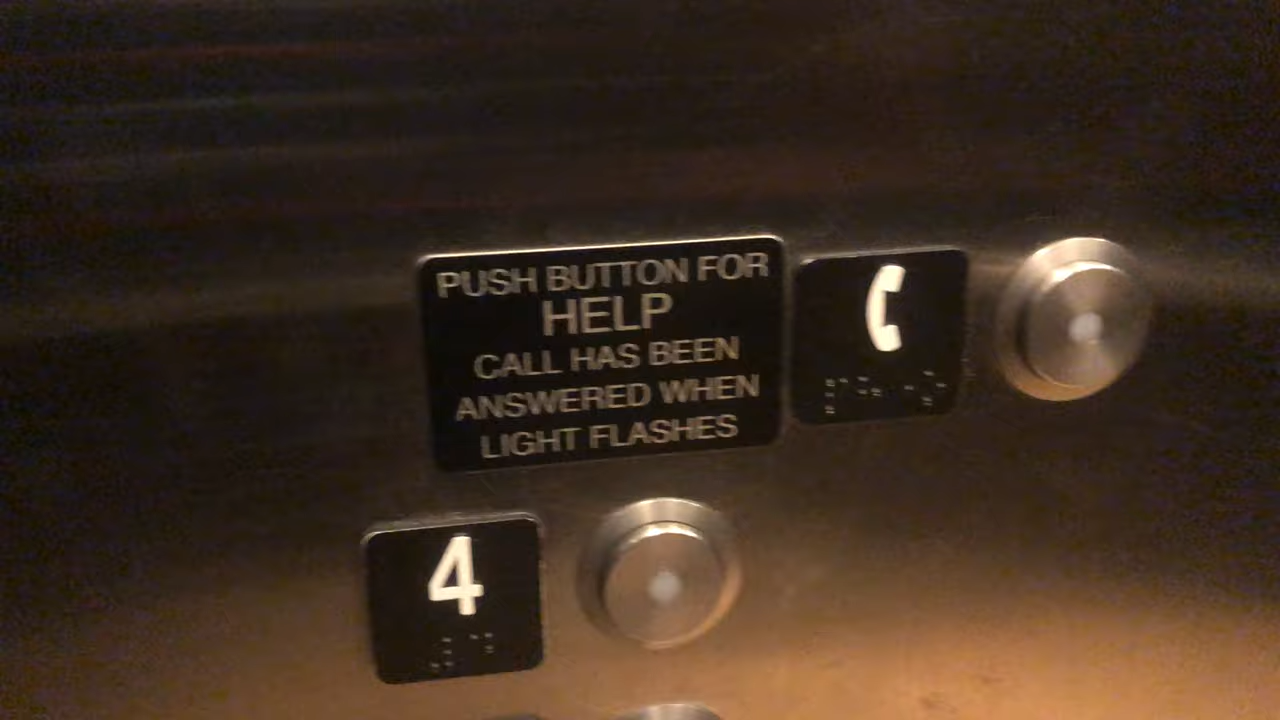 PUSH BUTTON FOR
HELP
CALL HAS BEEN
ANSWERED WHEN
LIGHT FLASHES
4